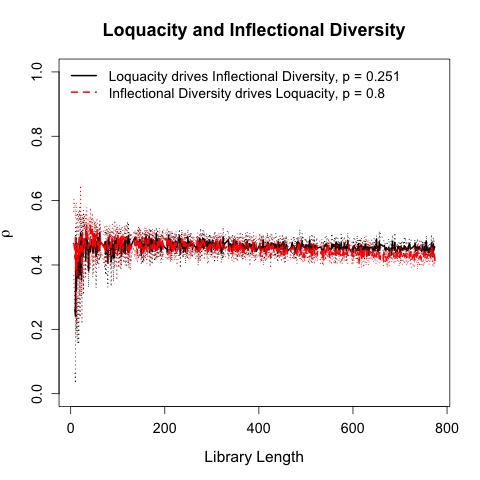 Loquacity and Inflectional Diversity
Loquacity drives Inflectional Diversity, p = 0.251
Inflectional Diversity drives Loquacity, p = 0.8
1.0
0.8
0.6
0.4
0.2
0.0
ρ
0 200 400 600 800
Library Length